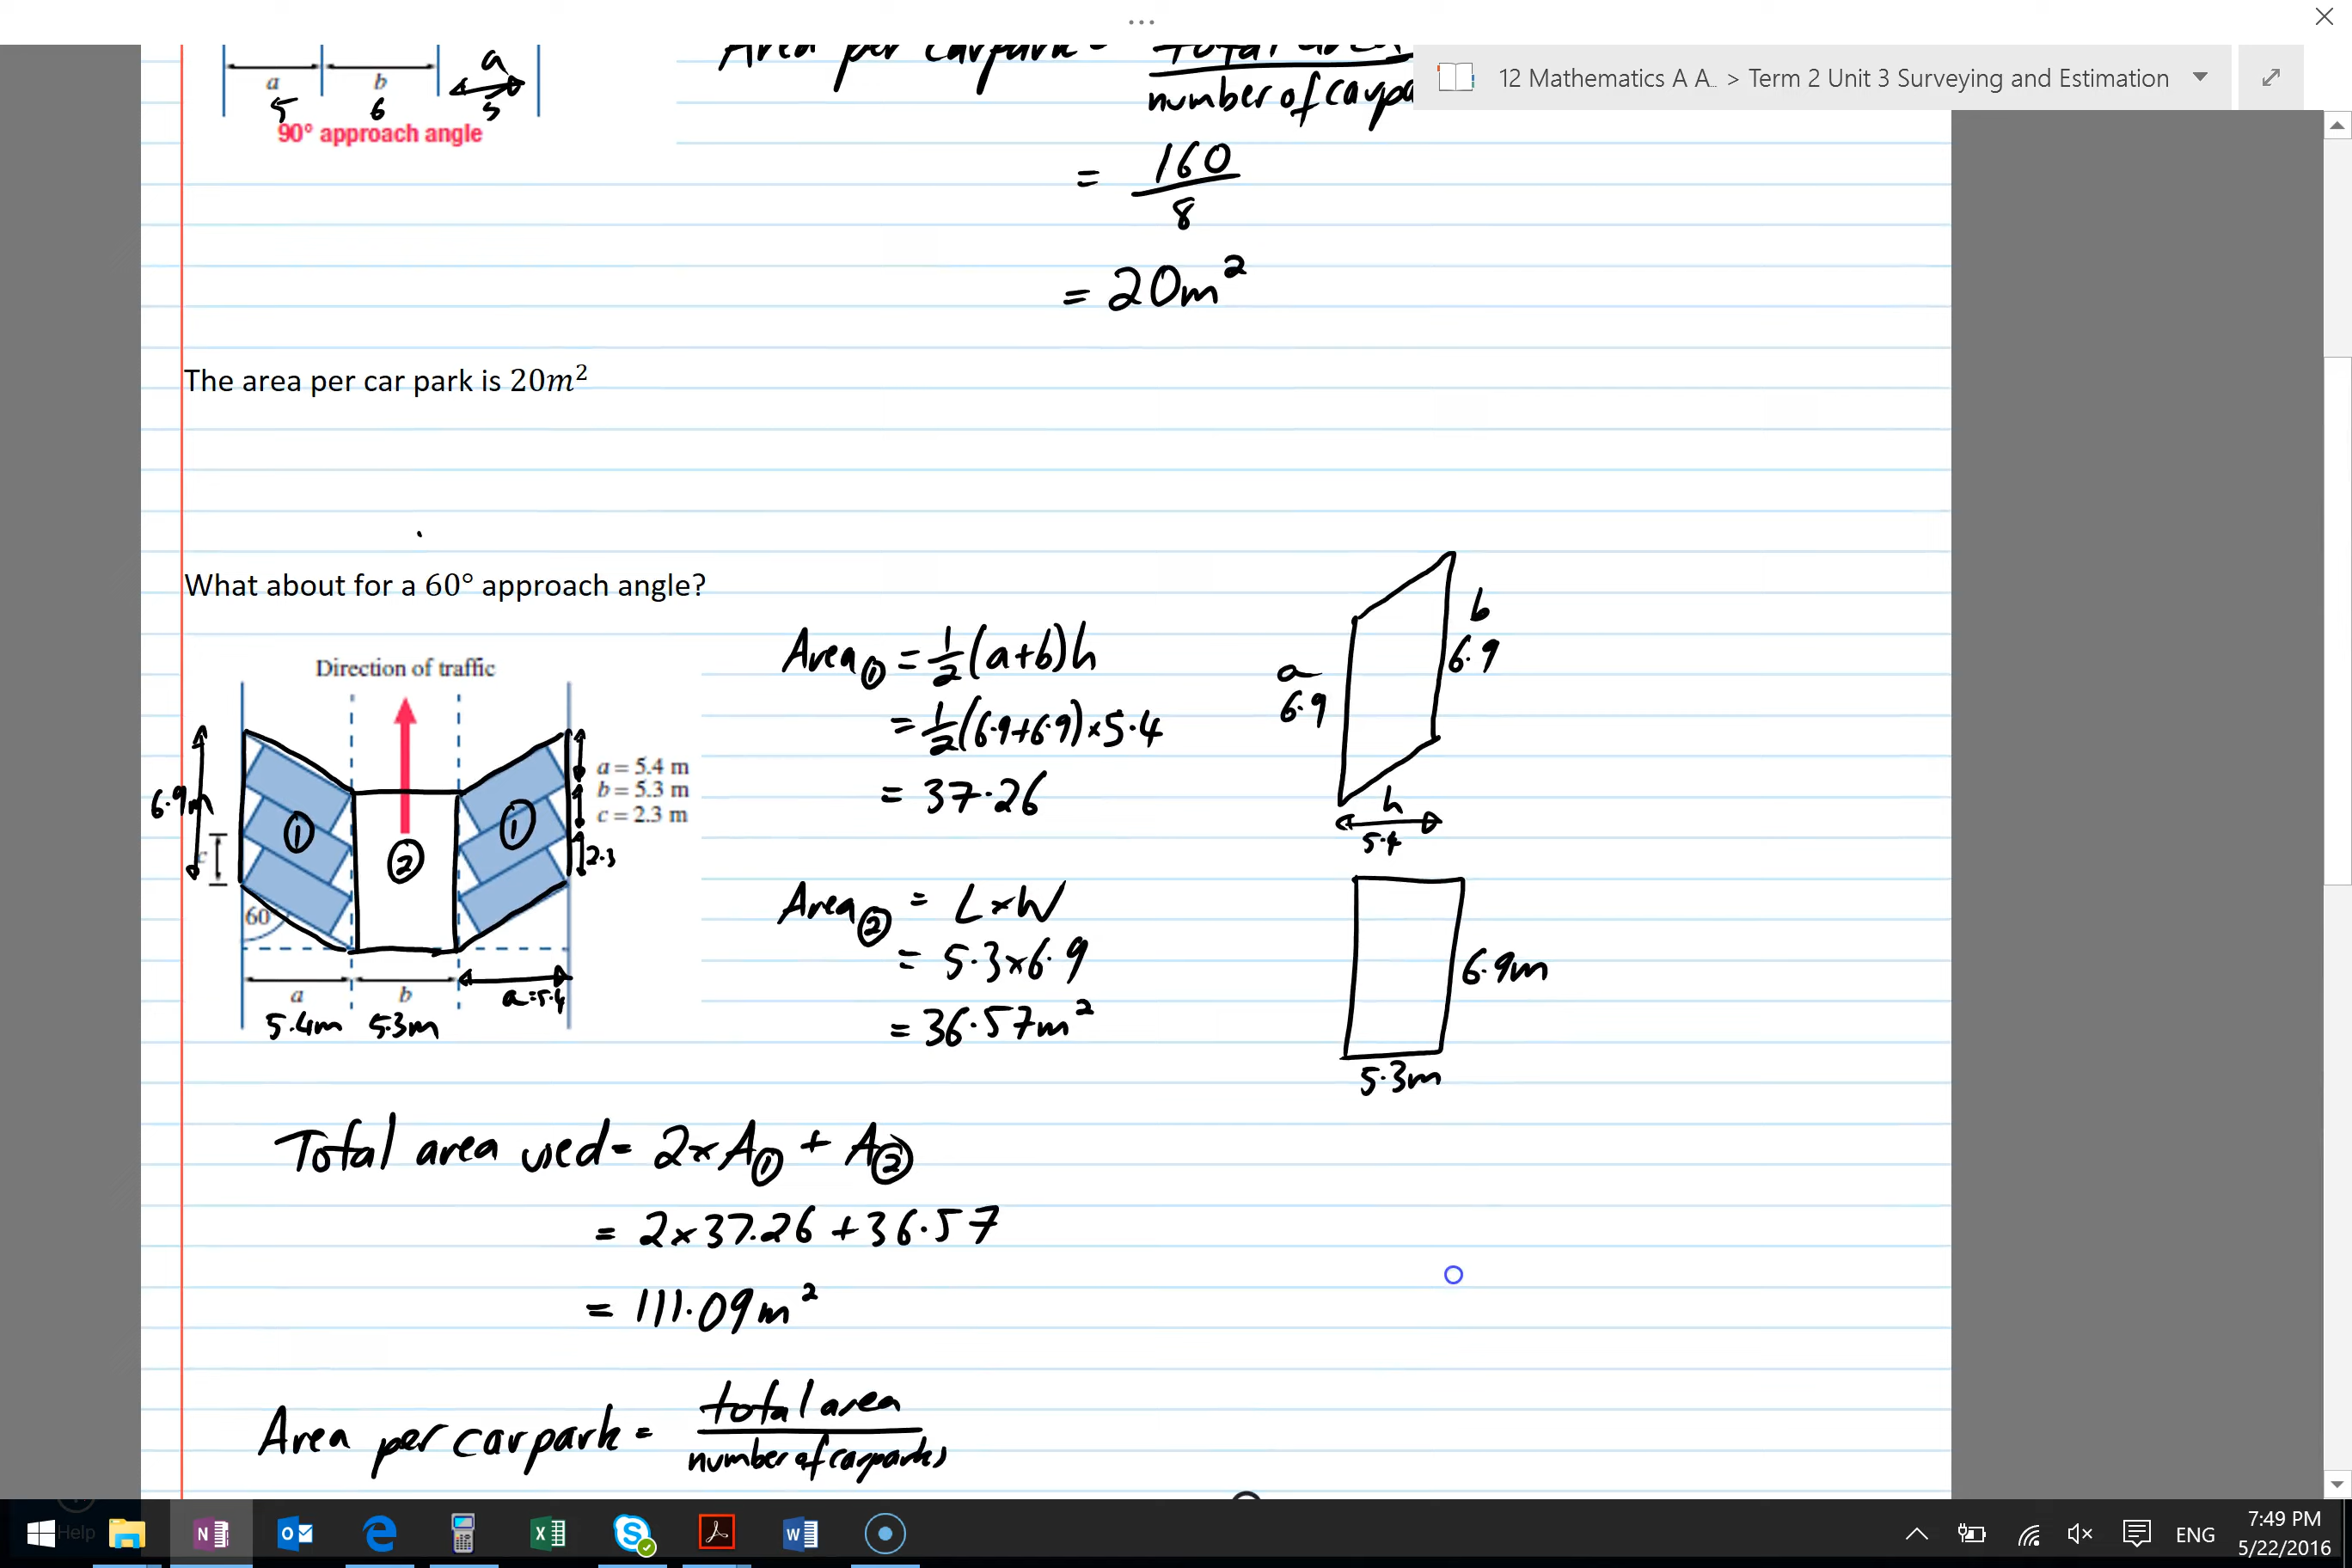 12 Mathematics A A.. > Term 2 Unit 3 Surveying and Estimation
Area per carpark = total area
number of carpa
a b a
5 6 5
90° approach angle
= 160
8
= 20m²
The area per car park is 20m²
What about for a 60° approach angle?
Direction of traffic
6.9m
a = 5.4 m
b = 5.3 m
c = 2.3 m
① ② ①
c
2.3
60
a b a=5.4
5.4m 5.3m
Area① = ½(a+b)h
= ½(6.9+6.9)×5.4
= 37.26
a
6.9
b
6.9
h
5.4
Area② = L×W
= 5.3×6.9
= 36.57m²
6.9m
5.3m
Total area used = 2×A① + A②
= 2×37.26+36.57
= 111.09m²
Area per carpark = total area
number of carparks
Help
ENG
7:49 PM
5/22/2016